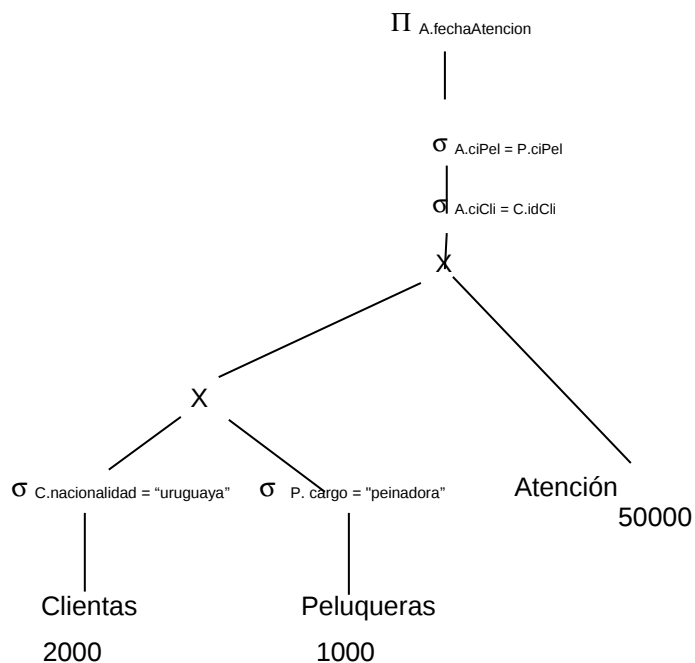 Π A.fechaAtencion
σ A.ciPel = P.ciPel
σ A.ciCli = C.idCli
X
X
σ C.nacionalidad = “uruguaya”
σ P. cargo = "peinadora"
Atención
50000
Clientas
Peluqueras
2000
1000